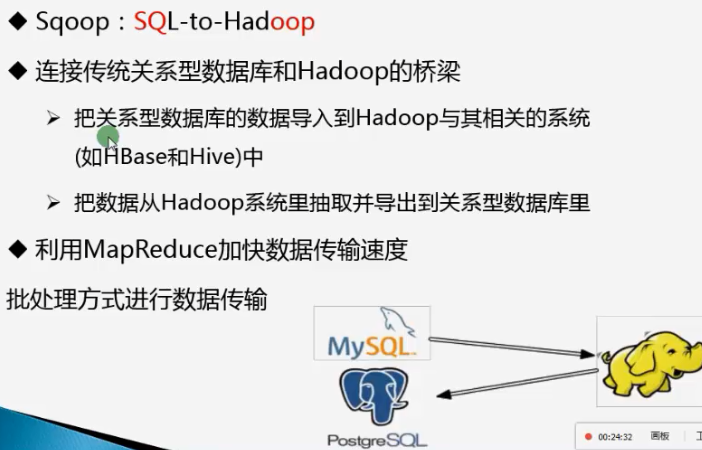 ◆ Sqoop：SQL-to-Hadoop
◆ 连接传统关系型数据库和Hadoop的桥梁
➢ 把关系型数据库的数据导入到Hadoop与其相关的系统
(如HBase和Hive)中
➢ 把数据从Hadoop系统里抽取并导出到关系型数据库里
◆ 利用MapReduce加快数据传输速度
批处理方式进行数据传输
MySQL
PostgreSQL
00:24:32 画板